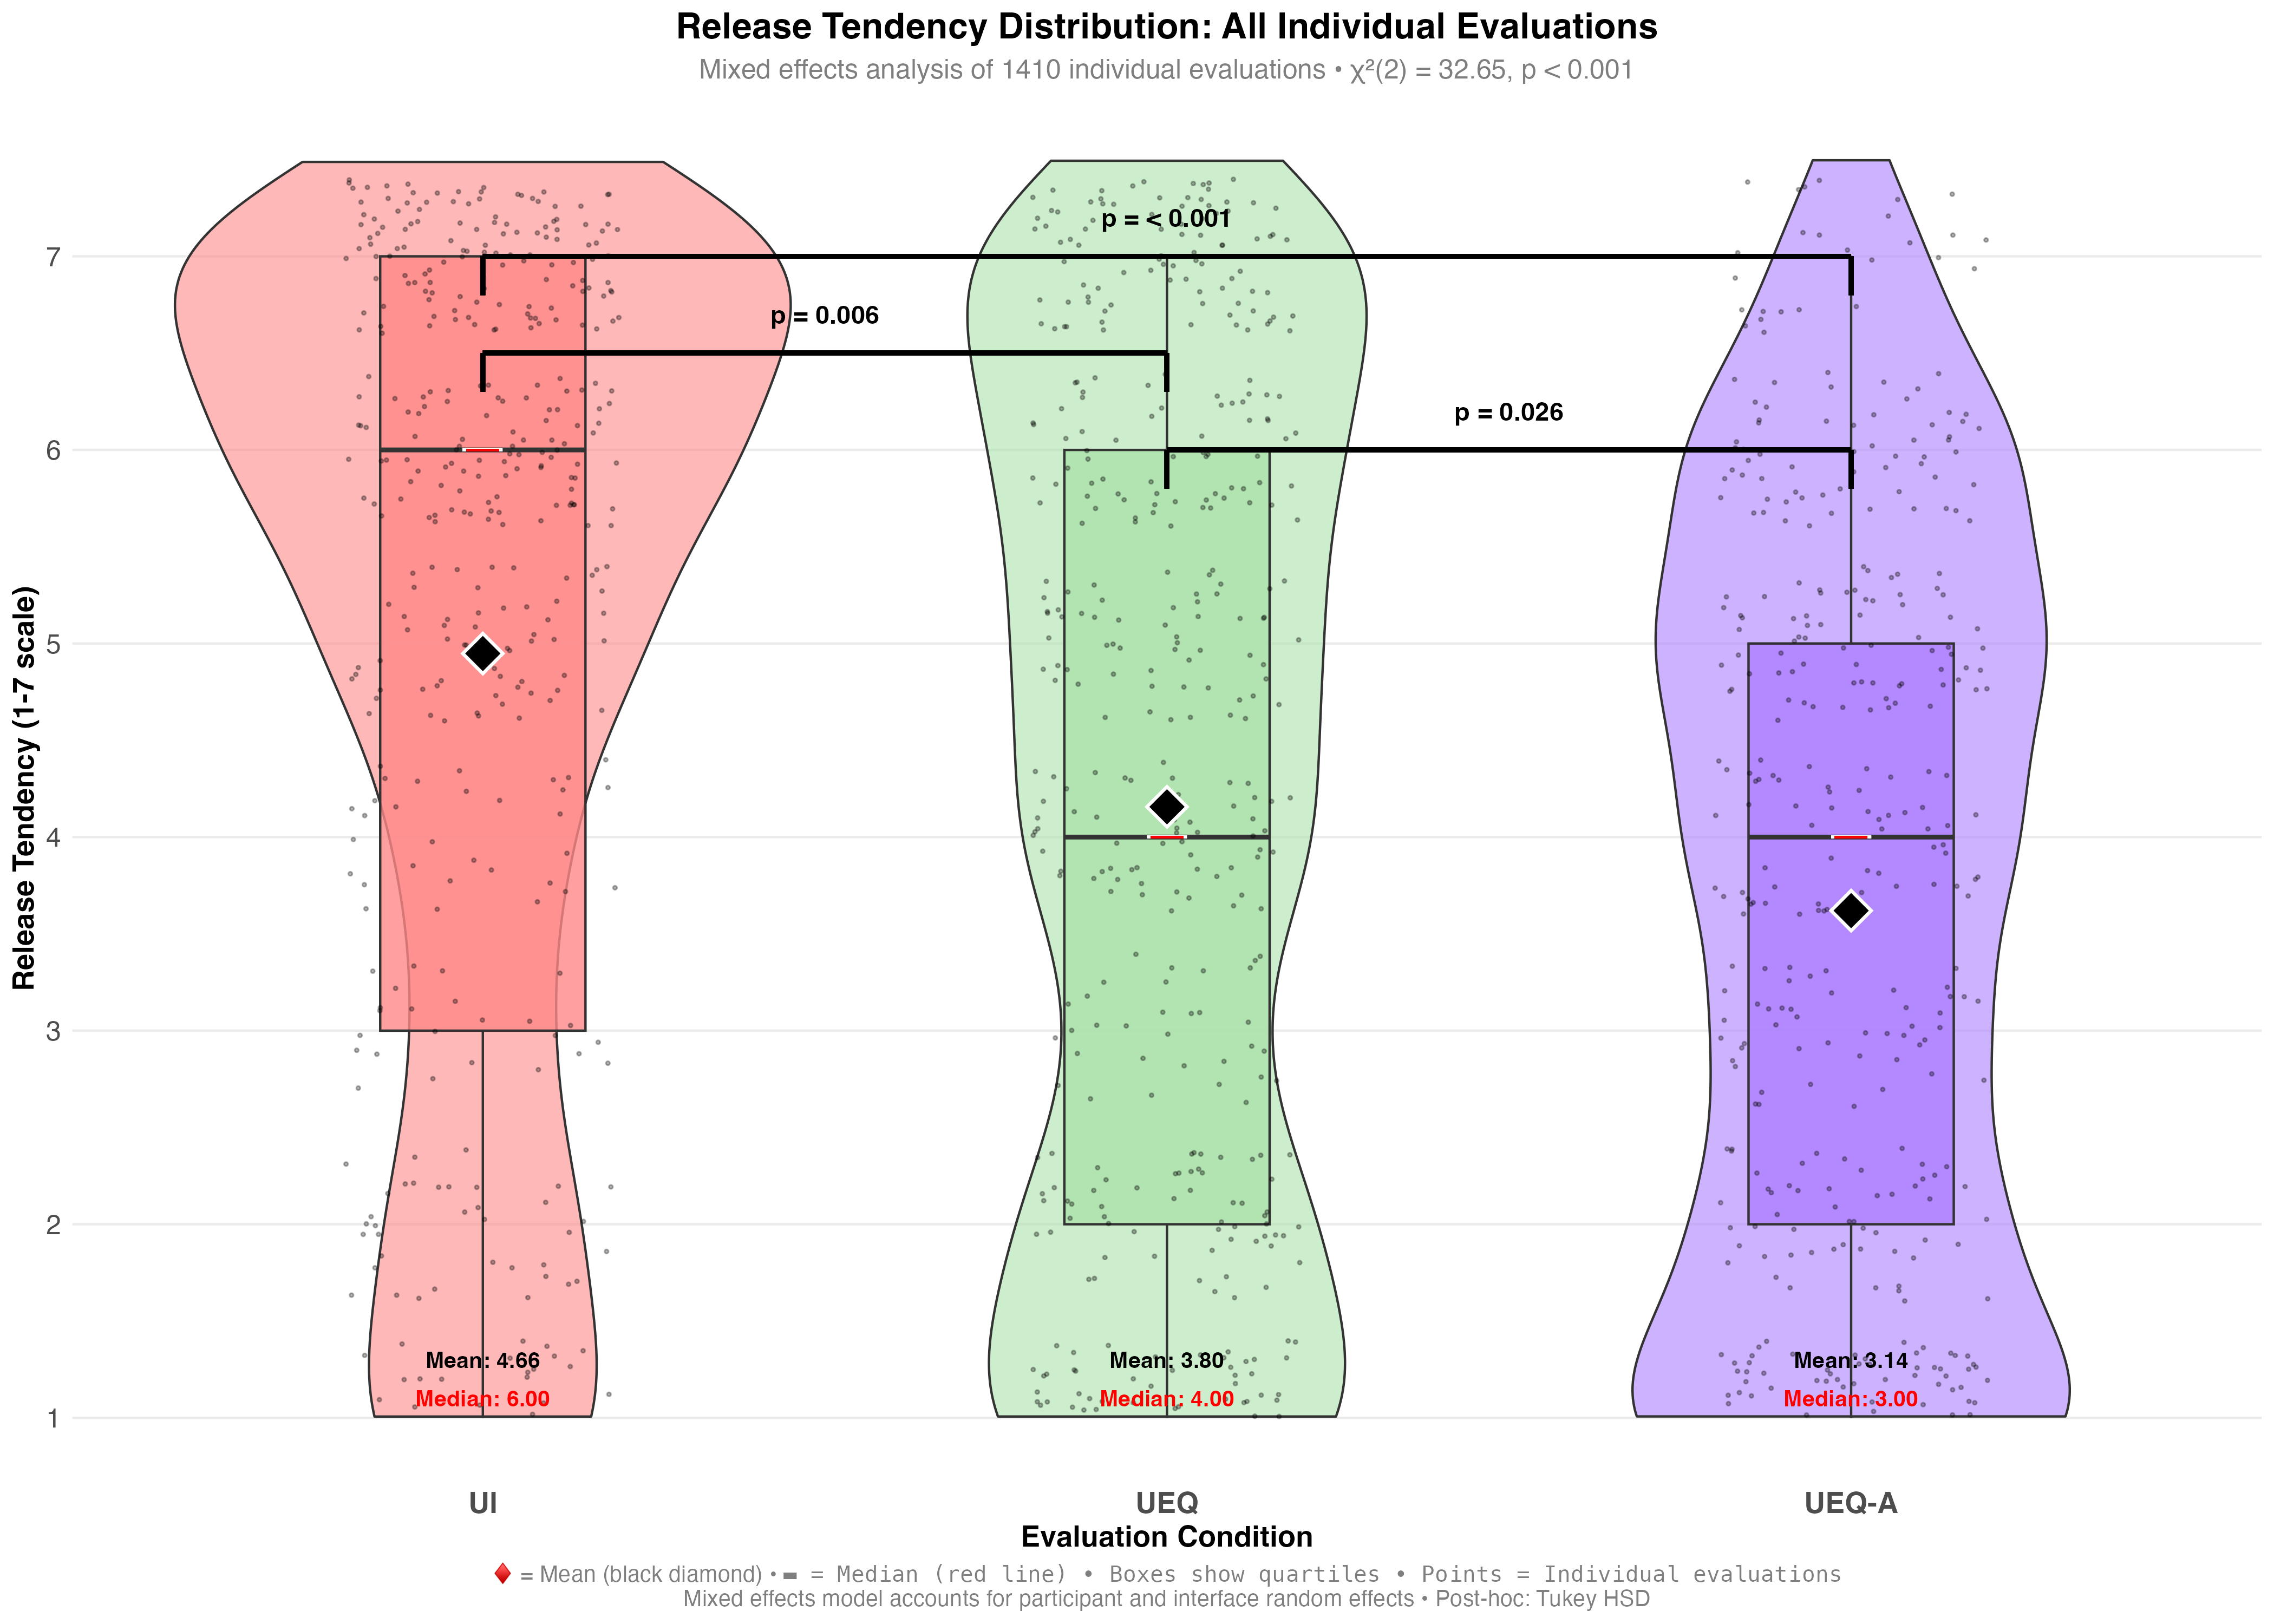 Release Tendency Distribution: All Individual Evaluations
Mixed effects analysis of 1410 individual evaluations • χ²(2) = 32.65, p < 0.001
Release Tendency (1-7 scale)
7
6
5
4
3
2
1
p = < 0.001
p = 0.006
p = 0.026
Mean: 4.66
Median: 6.00
Mean: 3.80
Median: 4.00
Mean: 3.14
Median: 3.00
UI
UEQ
UEQ-A
Evaluation Condition
♦ = Mean (black diamond) • ▬ = Median (red line) • Boxes show quartiles • Points = Individual evaluations
Mixed effects model accounts for participant and interface random effects • Post-hoc: Tukey HSD